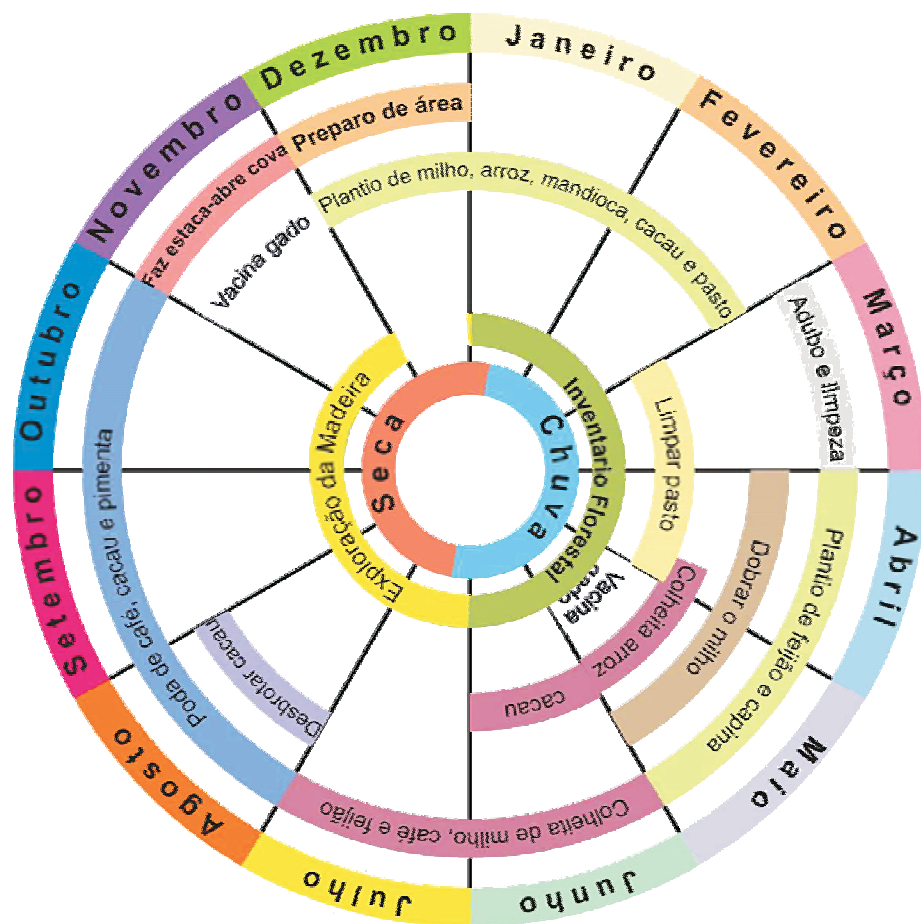 Janeiro
Fevereiro
Março
Abril
Maio
Junho
Julho
Agosto
Setembro
Outubro
Novembro
Dezembro
Preparo de área
Faz estaca-abre cova
Vacina gado
Plantio de milho, arroz, mandioca, cacau e pasto
Adubo e limpeza
Limpar pasto
Plantio de feijão e capina
Dobrar o milho
Colheita arroz
cacau
Vacina
gado
Colheita de milho, café e feijão
Poda de café, cacau e pimenta
Desbrotar cacau
Exploração da Madeira
Inventario Florestal
Seca
Chuva